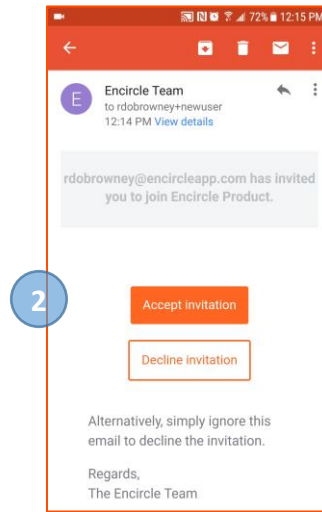 72% 12:15 PM
E
Encircle Team
to rdobrowney+newuser
12:14 PM View details
rdobrowney@encircleapp.com has invited
you to join Encircle Product.
2
Accept invitation
Decline invitation
Alternatively, simply ignore this
email to decline the invitation.
Regards,
The Encircle Team